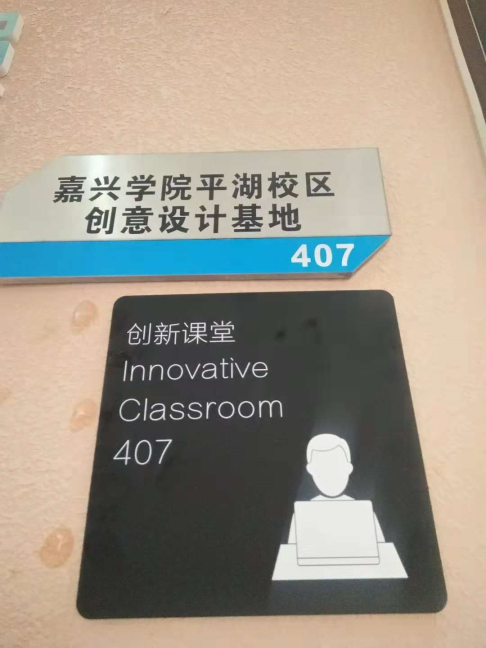 嘉兴学院平湖校区
创意设计基地
407
创新课堂
Innovative
Classroom
407